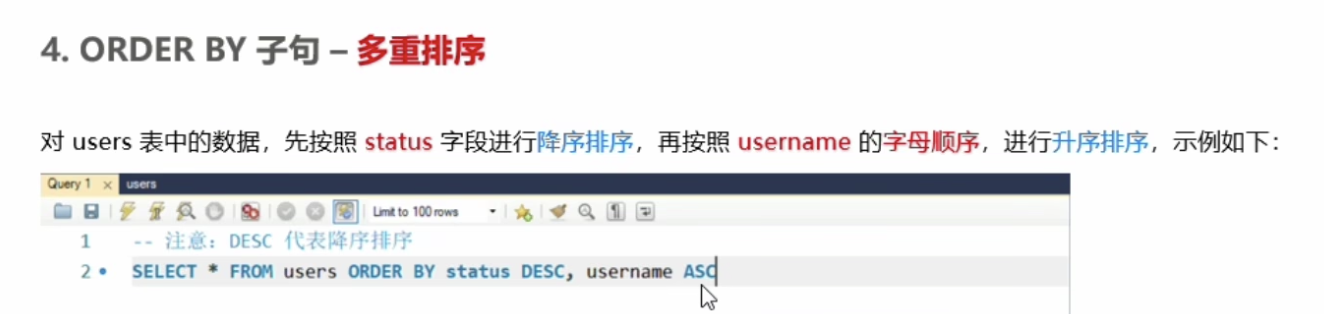 4. ORDER BY 子句 – 多重排序
对 users 表中的数据，先按照 status 字段进行降序排序，再按照 username 的字母顺序，进行升序排序，示例如下：
Query 1 × users
Limit to 100 rows
1 -- 注意：DESC 代表降序排序
2 SELECT * FROM users ORDER BY status DESC, username ASC